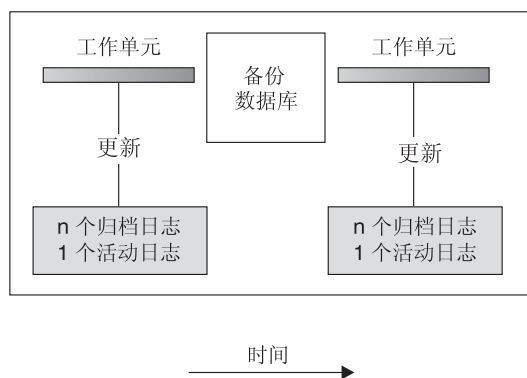 工作单元
备份
数据库
工作单元
更新
更新
n 个归档日志
1 个活动日志
n 个归档日志
1 个活动日志
时间